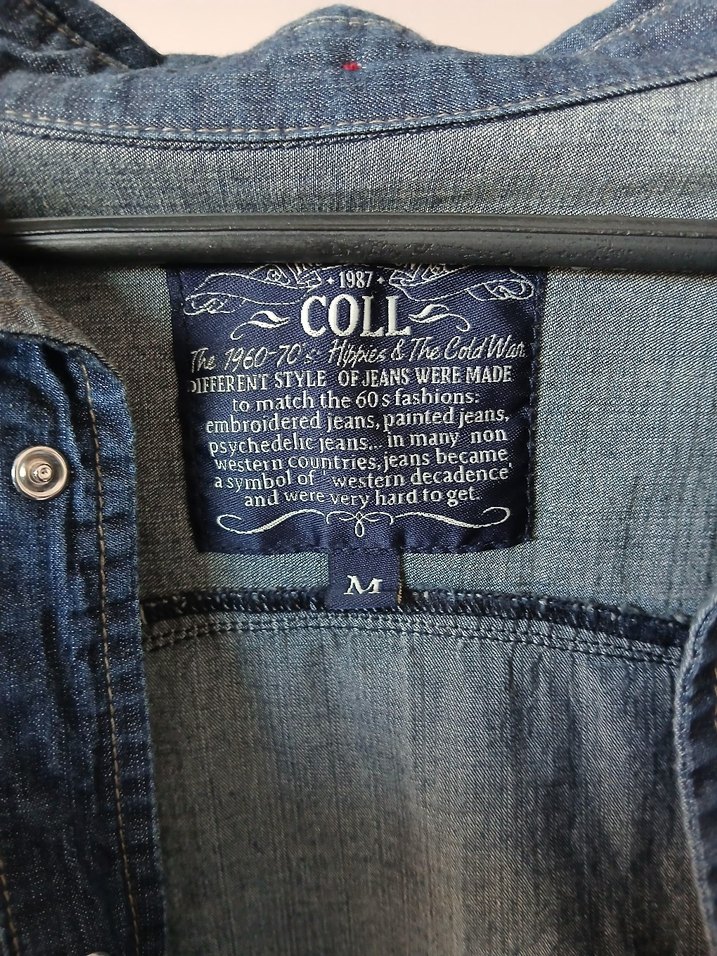 • 1987 •
COLL
The 1960-70's Hippies & The Cold War
DIFFERENT STYLE OF JEANS WERE MADE
to match the 60s fashions:
embroidered jeans, painted jeans,
psychedelic jeans... in many non
western countries, jeans became
a symbol of ' western decadence'
and were very hard to get.
M